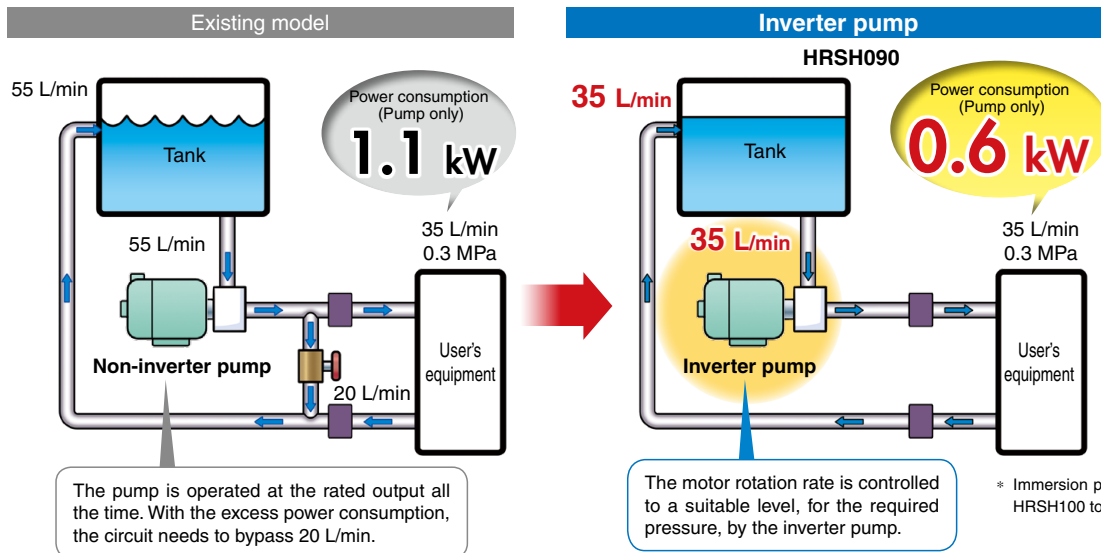 Existing model
55 L/min
Tank
Power consumption
(Pump only)
1.1 kW
55 L/min
35 L/min
0.3 MPa
Non-inverter pump
20 L/min
User's
equipment
The pump is operated at the rated output all
the time. With the excess power consumption,
the circuit needs to bypass 20 L/min.
Inverter pump
HRSH090
35 L/min
Tank
Power consumption
(Pump only)
0.6 kW
35 L/min
35 L/min
0.3 MPa
Inverter pump
User's
equipment
The motor rotation rate is controlled
to a suitable level, for the required
pressure, by the inverter pump.
* Immersion
HRSH100